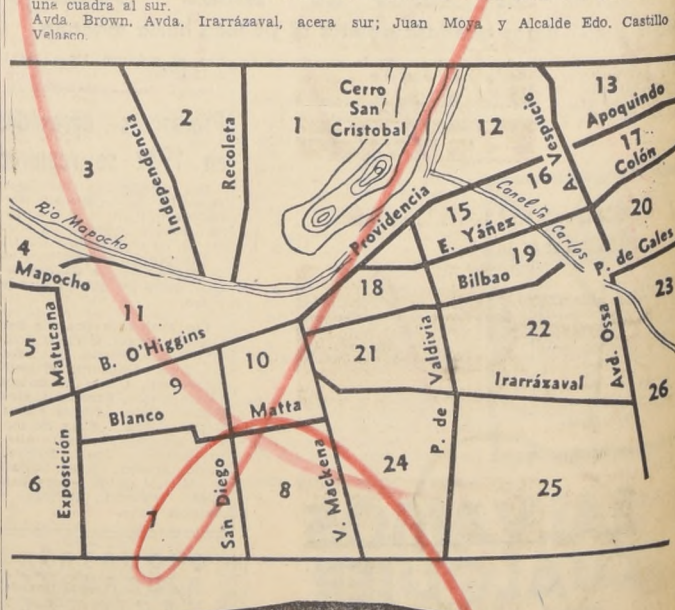 una cuadra al sur.
Avda. Brown. Avda. Irarrázaval, acera sur; Juan Moya y Alcalde Edo. Castillo
Velasco.
Cerro
San
Cristobal
13
Apoquindo
2
1
12
A. Vespucio
17
Colón
3
Independencia
Recoleta
16
Providencia
Canal Sn Carlos
15
E. Yáñez
20
Rio Mapocho
19
P. de Gales
4
Mapocho
18
Bilbao
23
11
Matucana
22
5
B. O'Higgins
10
21
Valdivia
Avd. Ossa
9
Irarrázaval
26
Blanco
Matta
P. de
6
Exposición
7
San Diego
8
V. Mackena
24
25